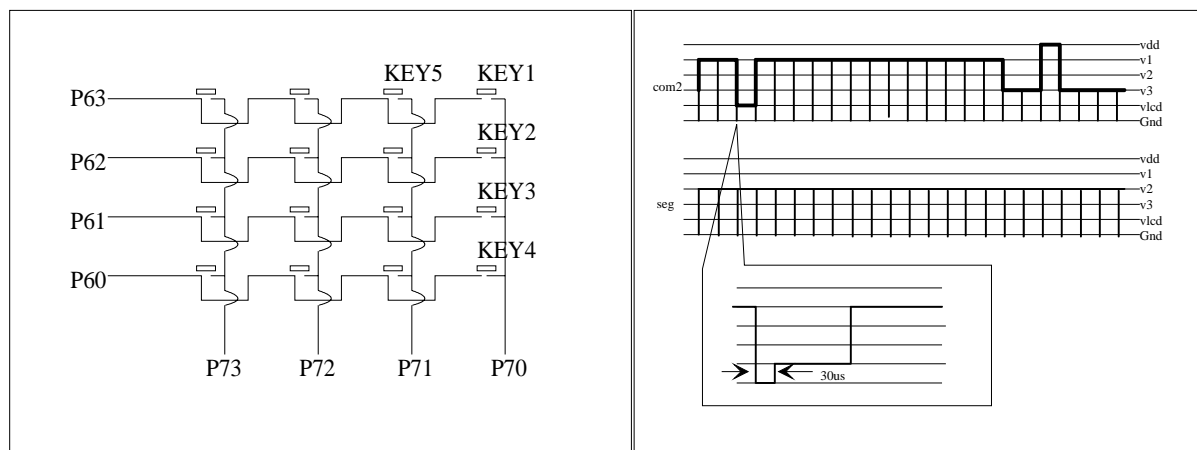 KEY5 KEY1
P63
KEY2
P62
KEY3
P61
KEY4
P60
P73 P72 P71 P70
vdd
v1
v2
com2
v3
vlcd
Gnd
vdd
v1
v2
seg
v3
vlcd
Gnd
30us